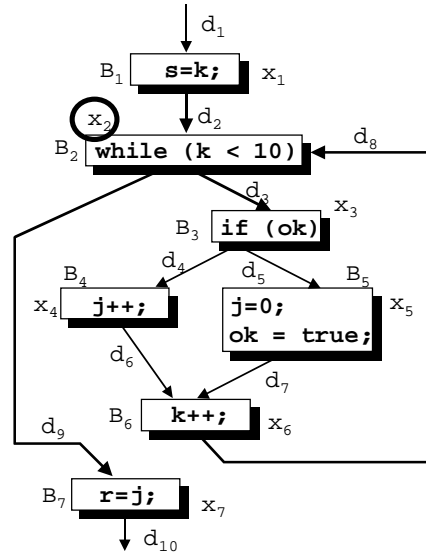 d₁
B₁ s=k; x₁
x₂ d₂
B₂ while (k < 10) d₈
d₃ x₃
B₃ if (ok)
d₄ d₅
B₄ B₅
x₄ j++; j=0; x₅
ok = true;
d₆ d₇
B₆ k++; x₆
d₉
B₇ r=j; x₇
d₁₀